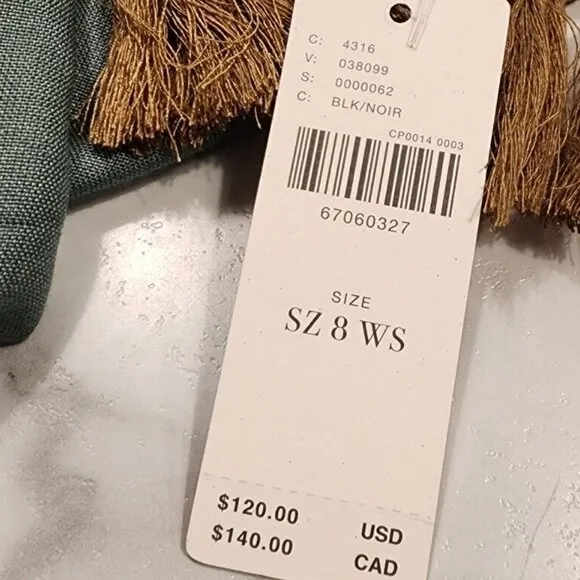 C: 4316
V: 038099
S: 0000062
C: BLK/NOIR
CP0014 0003
67060327
SIZE
SZ 8 WS
$120.00 USD
$140.00 CAD